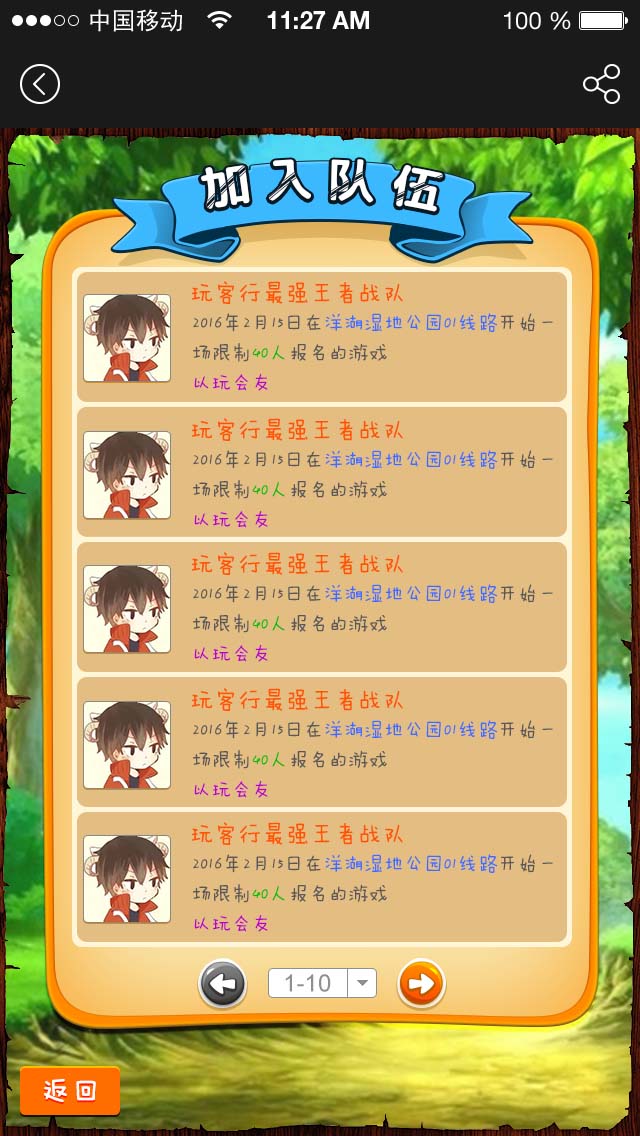 中国移动 11:27 AM 100 %
加入队伍
玩客行最强王者战队
2016年2月15日在洋湖湿地公园01线路开始一
场限制40人报名的游戏
以玩会友
玩客行最强王者战队
2016年2月15日在洋湖湿地公园01线路开始一
场限制40人报名的游戏
以玩会友
玩客行最强王者战队
2016年2月15日在洋湖湿地公园01线路开始一
场限制40人报名的游戏
以玩会友
玩客行最强王者战队
2016年2月15日在洋湖湿地公园01线路开始一
场限制40人报名的游戏
以玩会友
玩客行最强王者战队
2016年2月15日在洋湖湿地公园01线路开始一
场限制40人报名的游戏
以玩会友
1-10
返回